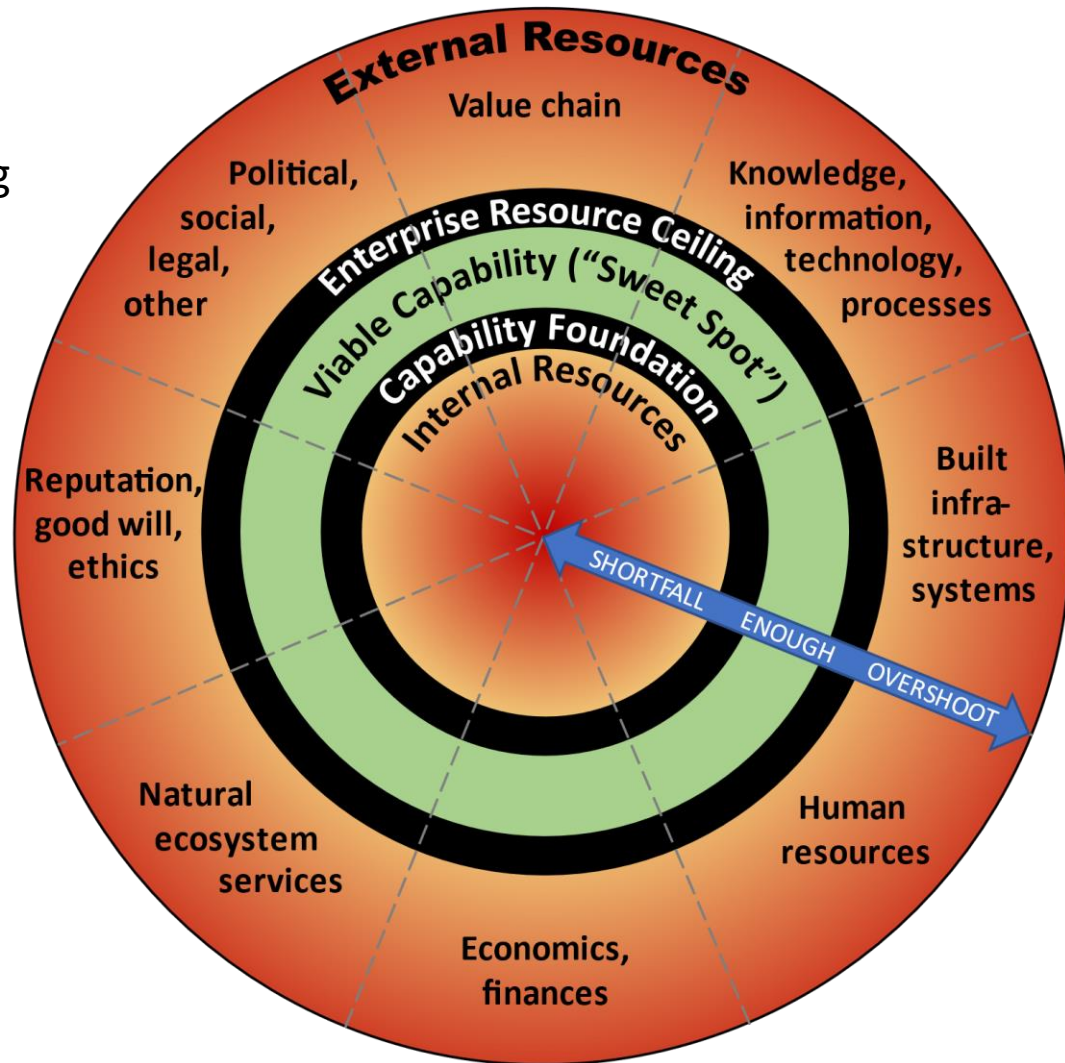 External Resources
Value chain
g
Political,
social,
legal,
other
Knowledge,
information,
technology,
processes
Enterprise Resource Ceiling
Viable Capability (“Sweet Spot”)
Capability Foundation
Internal Resources
Reputation,
good will,
ethics
Built
infra-
structure,
systems
SHORTFALL ENOUGH OVERSHOOT
Natural
ecosystem
services
Human
resources
Economics,
finances